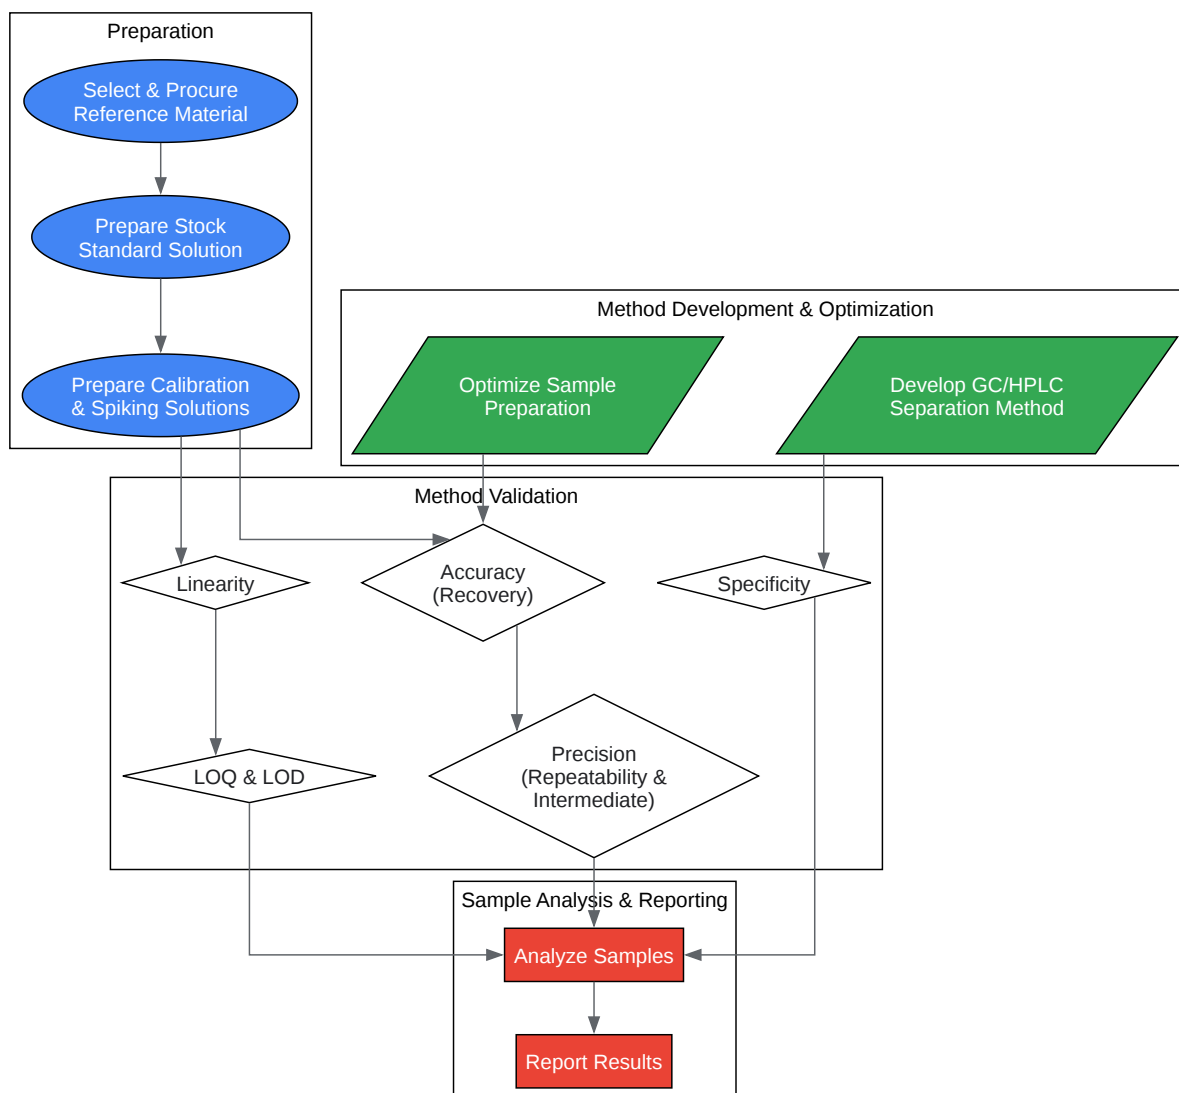 Preparation
Select & Procure
Reference Material
Prepare Stock
Standard Solution
Prepare Calibration
& Spiking Solutions
Method Development & Optimization
Optimize Sample
Preparation
Develop GC/HPLC
Separation Method
Method Validation
Linearity
Accuracy
(Recovery)
Specificity
LOQ & LOD
Precision
(Repeatability &
Intermediate)
Sample Analysis & Reporting
Analyze Samples
Report Results